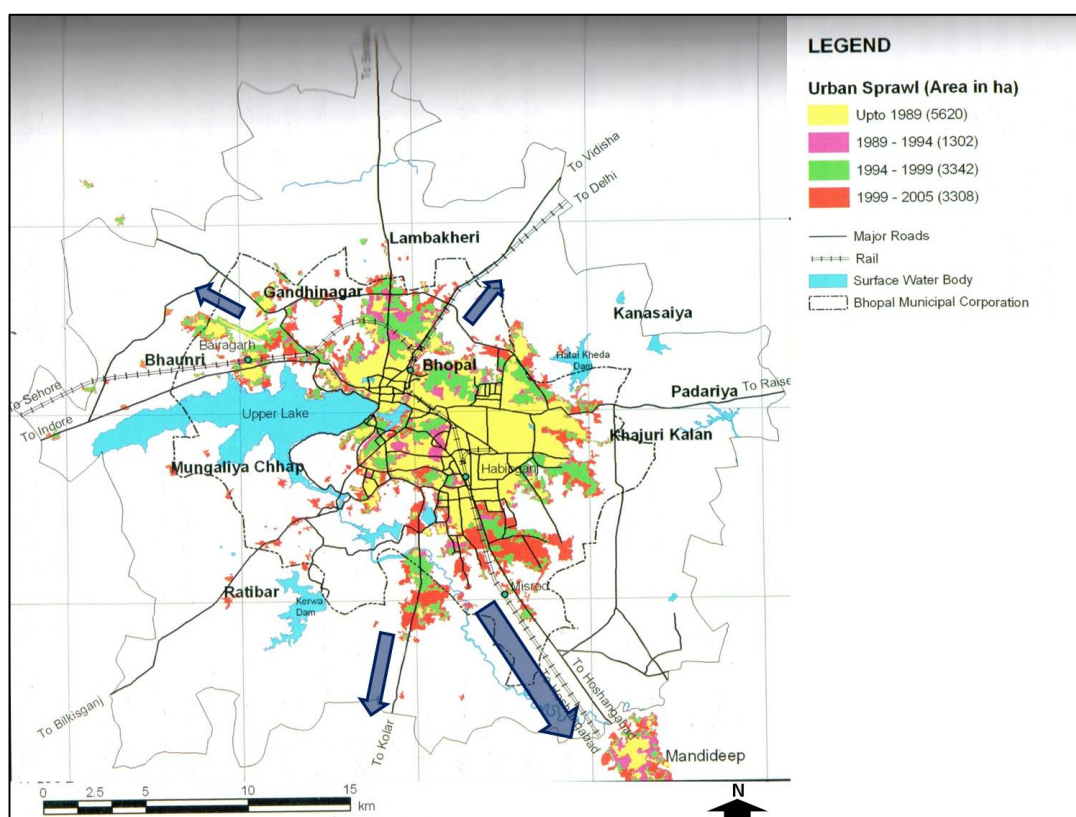 LEGEND
Urban Sprawl (Area in ha)
Upto 1989 (5620)
1989 - 1994 (1302)
1994 - 1999 (3342)
1999 - 2005 (3308)
Major Roads
Rail
Surface Water Body
Bhopal Municipal Corporation
To
To Vidisha
To Delhi
Lambakheri
Gandhinagar
Kanasaiya
Bairagarh
Bhaunri
Bhopal
Hatai Kheda
Dam
Padariya
To Raise
To Sehore
To Indore
Upper Lake
Khajuri Kalan
Mungaliya Chhap
Habibganj
Misrod
Ratibar
Kerwa
Dam
To Hoshangabad
To Hoshangabad
To Bilkisganj
To Kolar
Mandideep
0 2.5 5 10 15
km
N